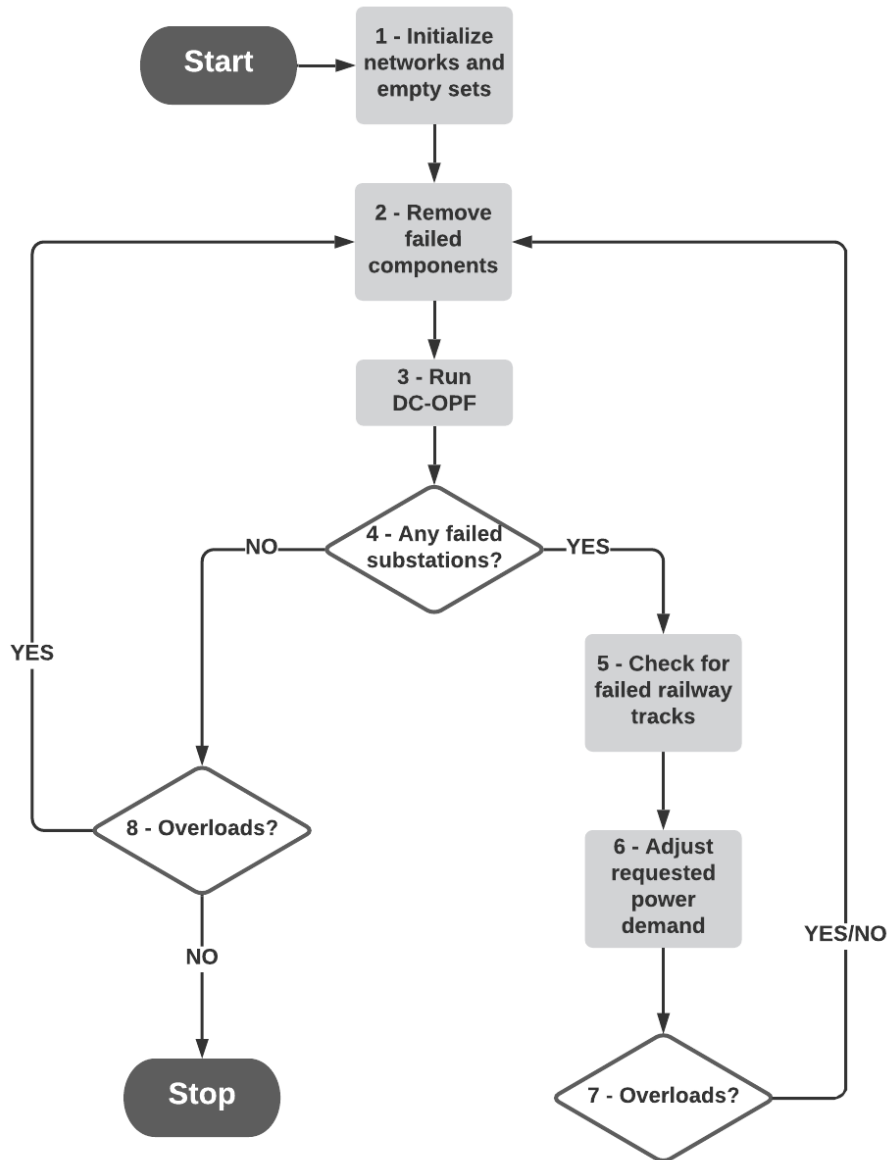 Start
1 - Initialize
networks and
empty sets
2 - Remove
failed
components
3 - Run
DC-OPF
4 - Any failed
substations?
NO
YES
YES
5 - Check for
failed railway
tracks
8 - Overloads?
6 - Adjust
requested
power
demand
YES/NO
NO
Stop
7 - Overloads?